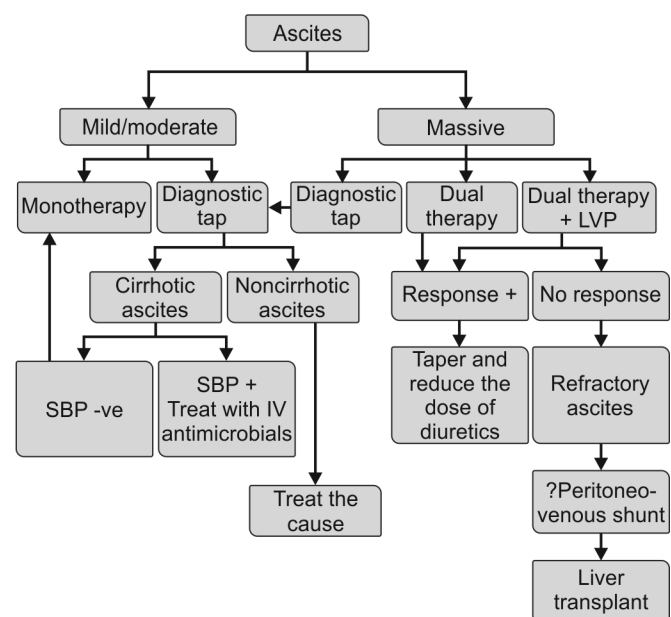 Ascites
Mild/moderate
Massive
Monotherapy
Diagnostic
tap
Diagnostic
tap
Dual
therapy
Dual therapy
+ LVP
Cirrhotic
ascites
Noncirrhotic
ascites
Response +
No response
SBP -ve
SBP +
Treat with IV
antimicrobials
Taper and
reduce the
dose of
diuretics
Refractory
ascites
Treat the
cause
?Peritoneo-
venous shunt
Liver
transplant